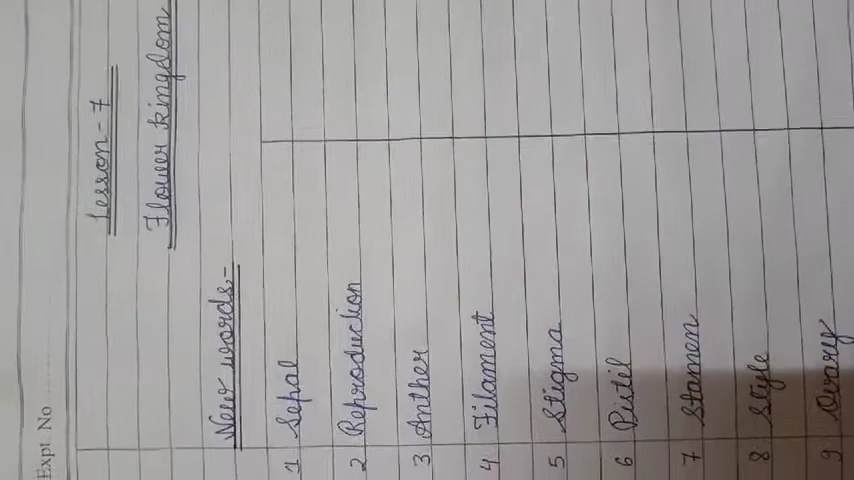 Expt. No
Lesson - 7
Flower kingdom
New words:-
1 Sepal
2 Reproduction
3 Anther
4 Filament
5 Stigma
6 Pistil
7 Stamen
8 Style
9 Ovary